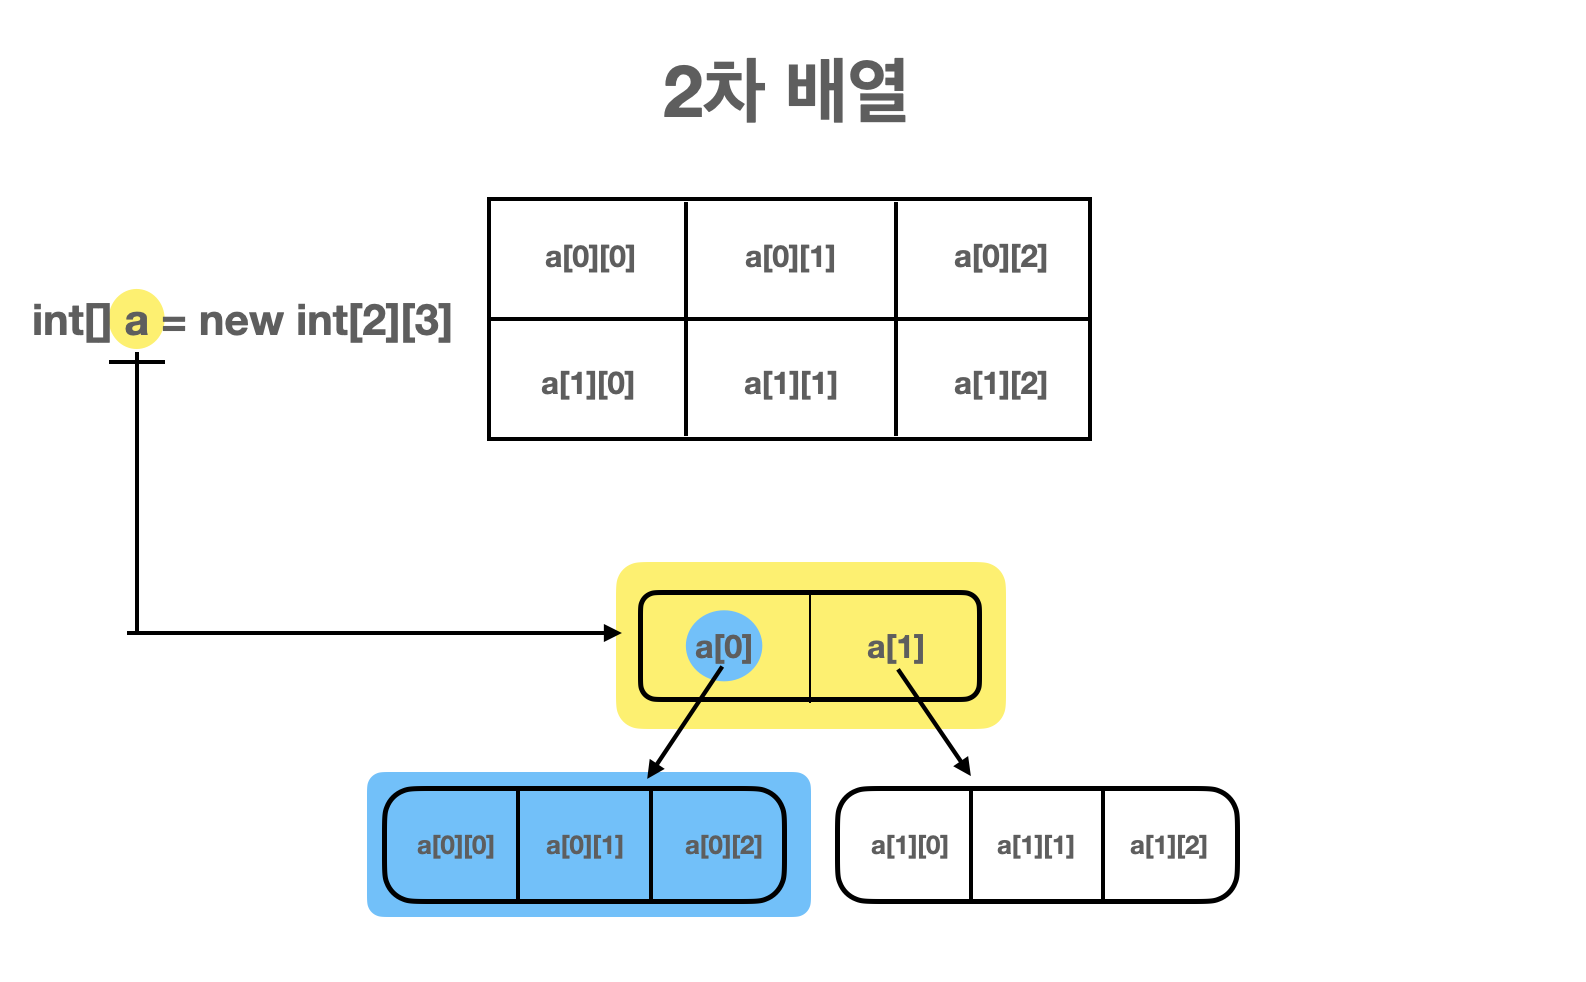 2차 배열
a[0][0] a[0][1] a[0][2]
int[] a = new int[2][3]
a[1][0] a[1][1] a[1][2]
a[0] a[1]
a[0][0] a[0][1] a[0][2] a[1][0] a[1][1] a[1][2]